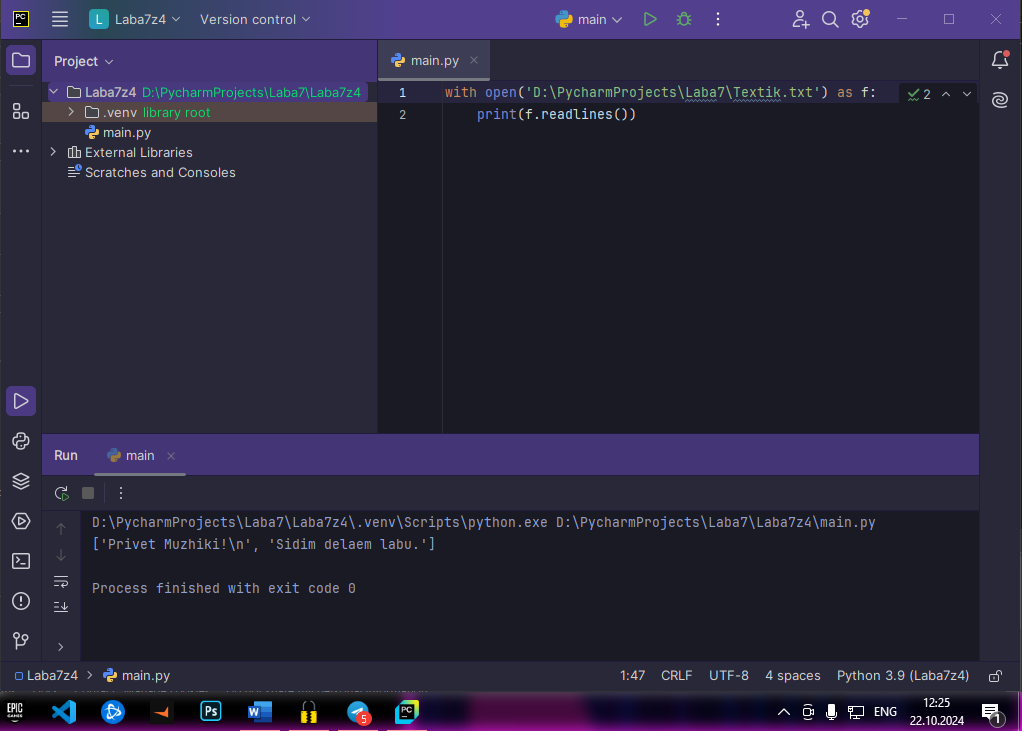 PC
L Laba7z4
Version control
main
Project
main.py
Laba7z4 D:\PycharmProjects\Laba7\Laba7z4
.venv library root
main.py
External Libraries
Scratches and Consoles
1 with open('D:\PycharmProjects\Laba7\Textik.txt') as f:
2
2 print(f.readlines())
Run
main
D:\PycharmProjects\Laba7\Laba7z4\.venv\Scripts\python.exe D:\PycharmProjects\Laba7\Laba7z4\main.py
['Privet Muzhiki!\n', 'Sidim delaem labu.']
Process finished with exit code 0
Laba7z4 > main.py
1:47 CRLF UTF-8 4 spaces Python 3.9 (Laba7z4)
EPIC GAMES
Ps
W
5
PC
ENG
12:25
22.10.2024
1